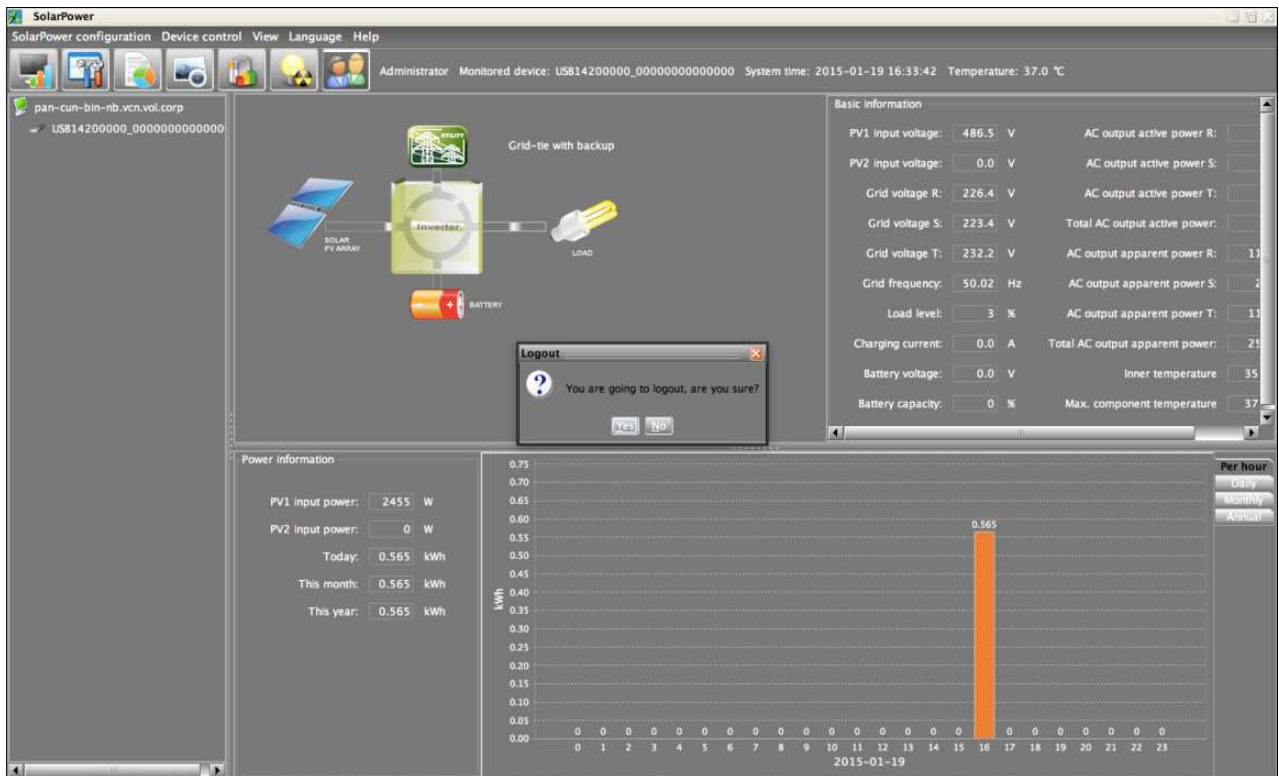 SolarPower
SolarPower configuration Device control View Language Help
Administrator Monitored device: USB14200000_00000000000000 System time: 2015-01-19 16:33:42 Temperature: 37.0 ℃
pan-cun-bin-nb.vcn.vol.corp
USB14200000_0000000000000
UTILITY
Grid-tie with backup
Inverter
SOLAR
PV ARRAY
LOAD
BATTERY
Basic information
PV1 input voltage: 486.5 V AC output active power R:
PV2 input voltage: 0.0 V AC output active power S:
Grid voltage R: 226.4 V AC output active power T:
Grid voltage S: 223.4 V Total AC output active power:
Grid voltage T: 232.2 V AC output apparent power R: 11
Grid frequency: 50.02 Hz AC output apparent power S: 2
Load level: 3 % AC output apparent power T: 11
Charging current: 0.0 A Total AC output apparent power: 25
Battery voltage: 0.0 V Inner temperature 35
Battery capacity: 0 % Max. component temperature 37
Logout
You are going to logout, are you sure?
Yes No
Power information
PV1 input power: 2455 W
PV2 input power: 0 W
Today: 0.565 kWh
This month: 0.565 kWh
This year: 0.565 kWh
Per hour
Daily
Monthly
Annual
0.75
0.70
0.65
0.60
0.55
0.50
0.45
0.40
0.35
0.30
0.25
0.20
0.15
0.10
0.05
0.00
kWh
0.565
0 0 0 0 0 0 0 0 0 0 0 0 0 0 0 0 0 0 0 0 0 0 0
0 1 2 3 4 5 6 7 8 9 10 11 12 13 14 15 16 17 18 19 20 21 22 23
2015-01-19